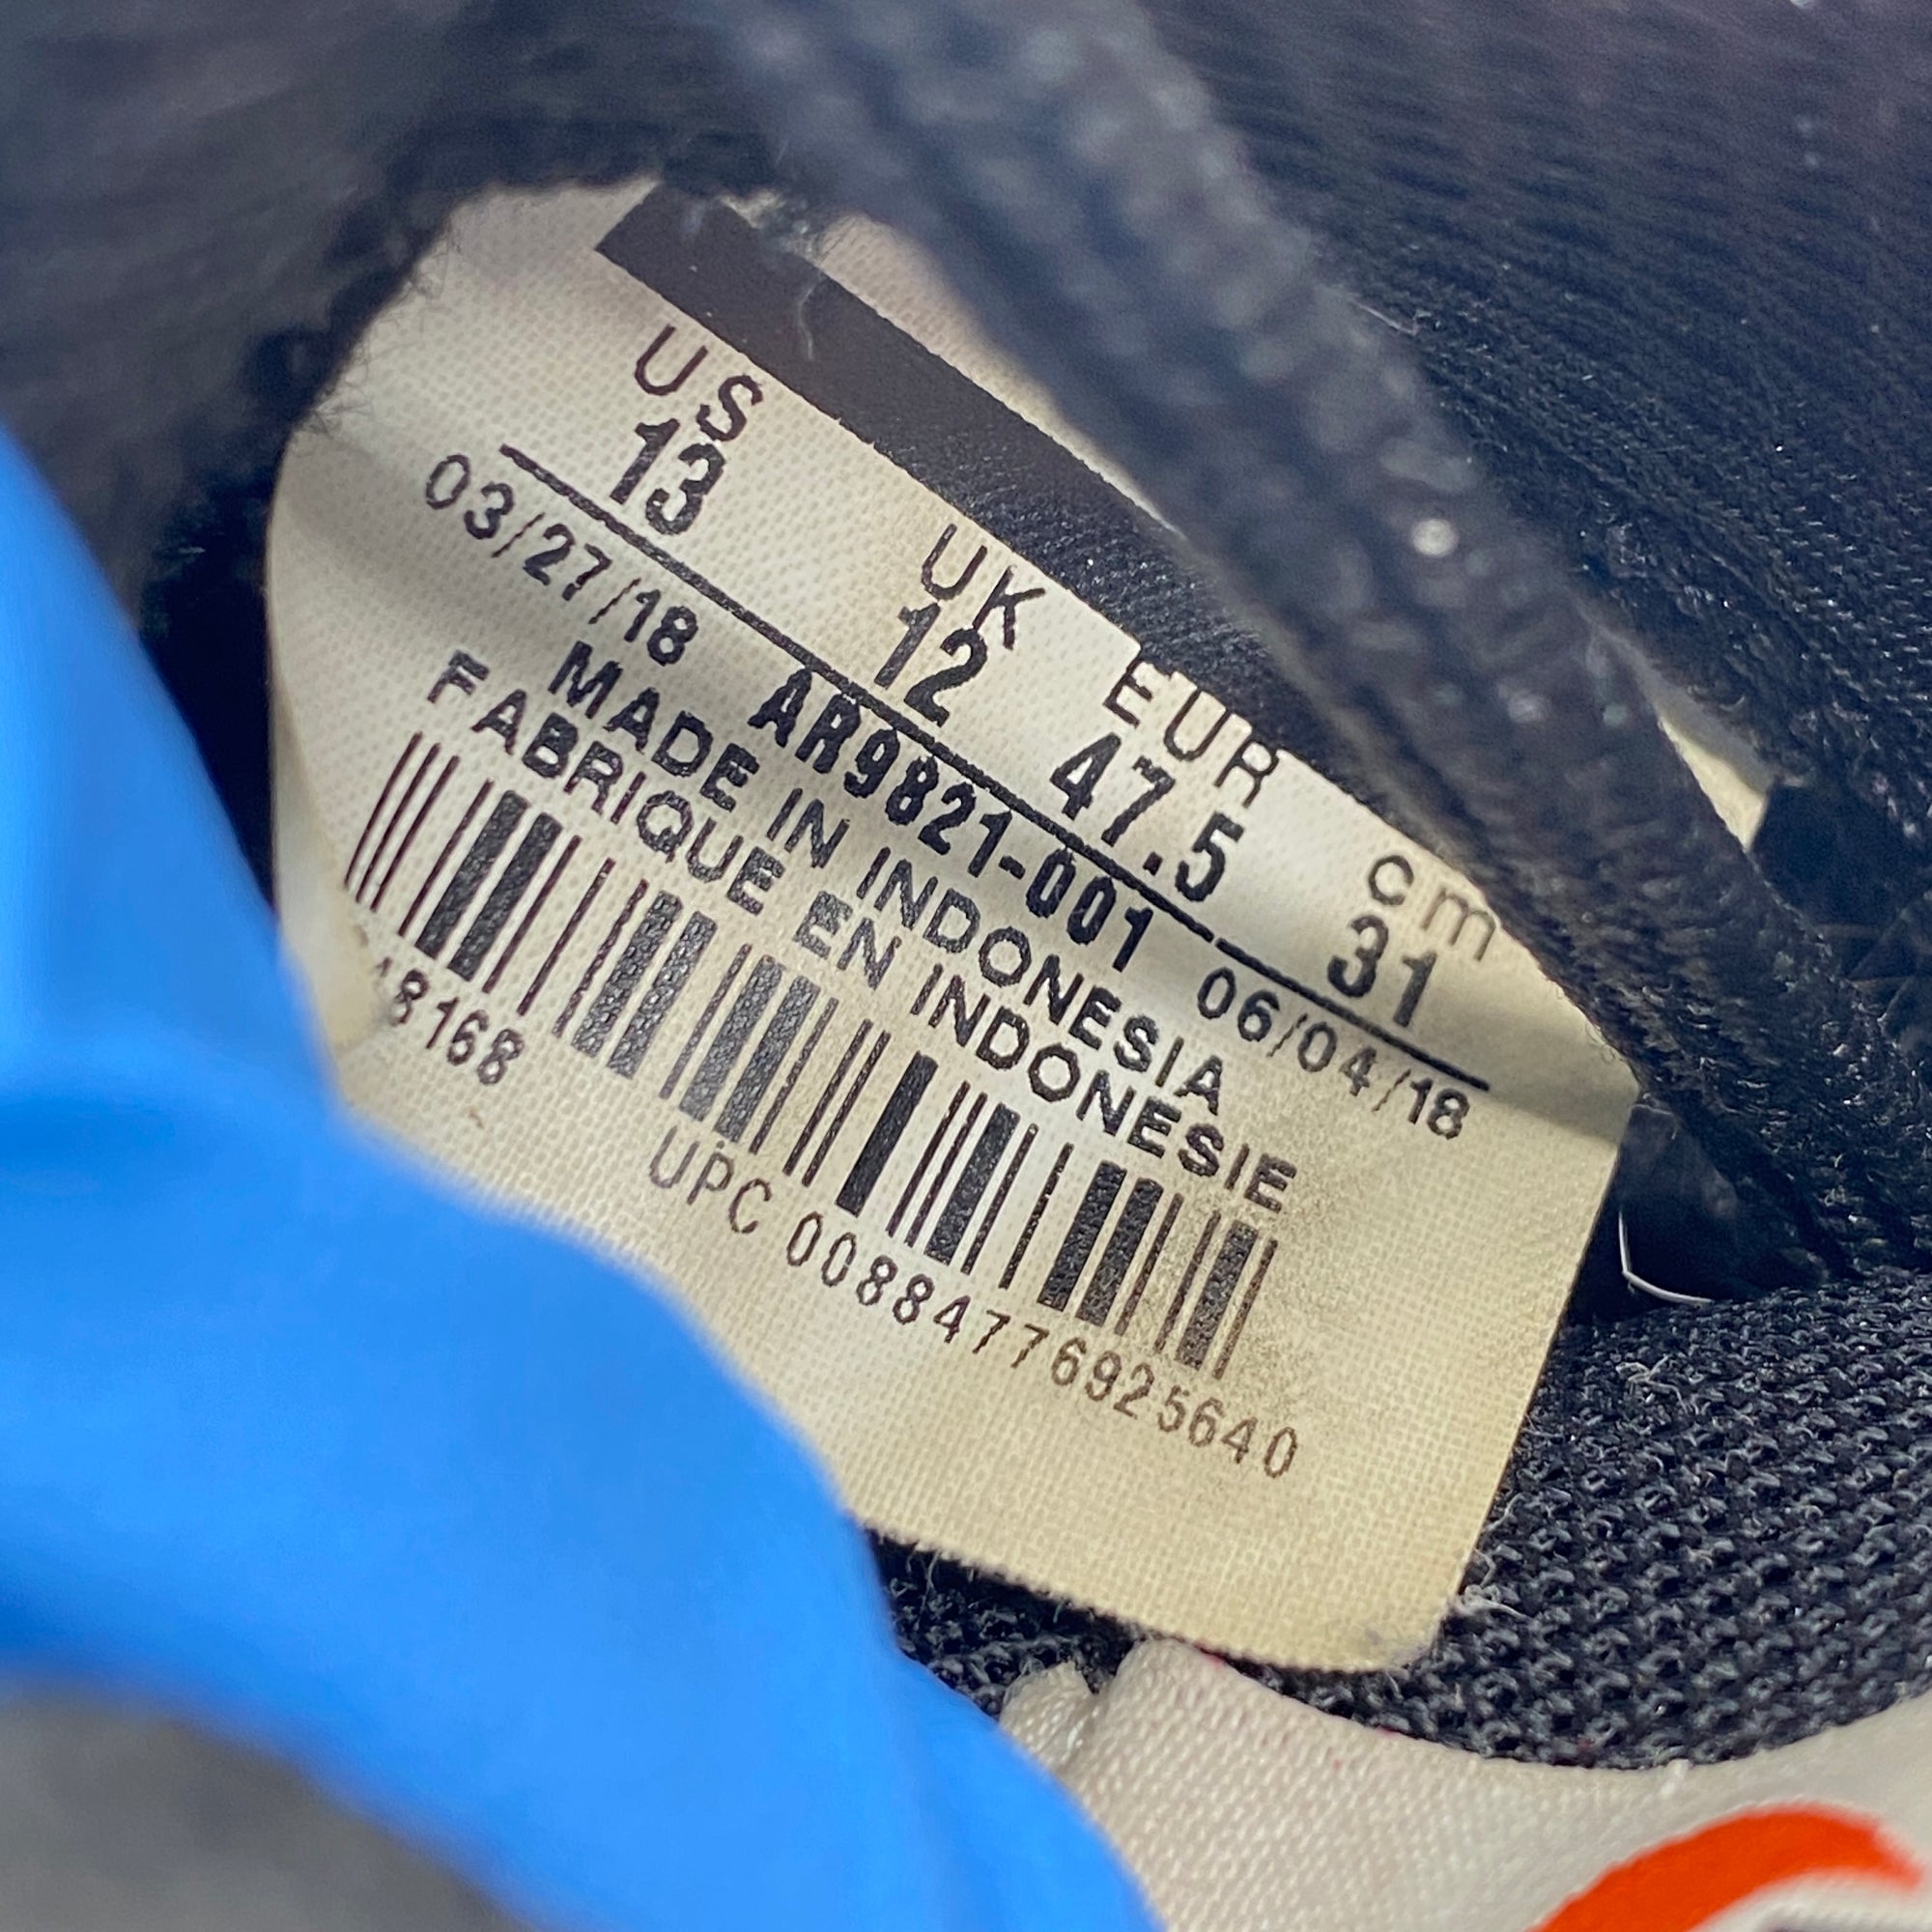 US UK EUR cm
13 12 47.5 31
03/27/18 AR9821-001 06/04/18
MADE IN INDONESIA
FABRIQUE EN INDONESIE
8168
UPC 00884776925640